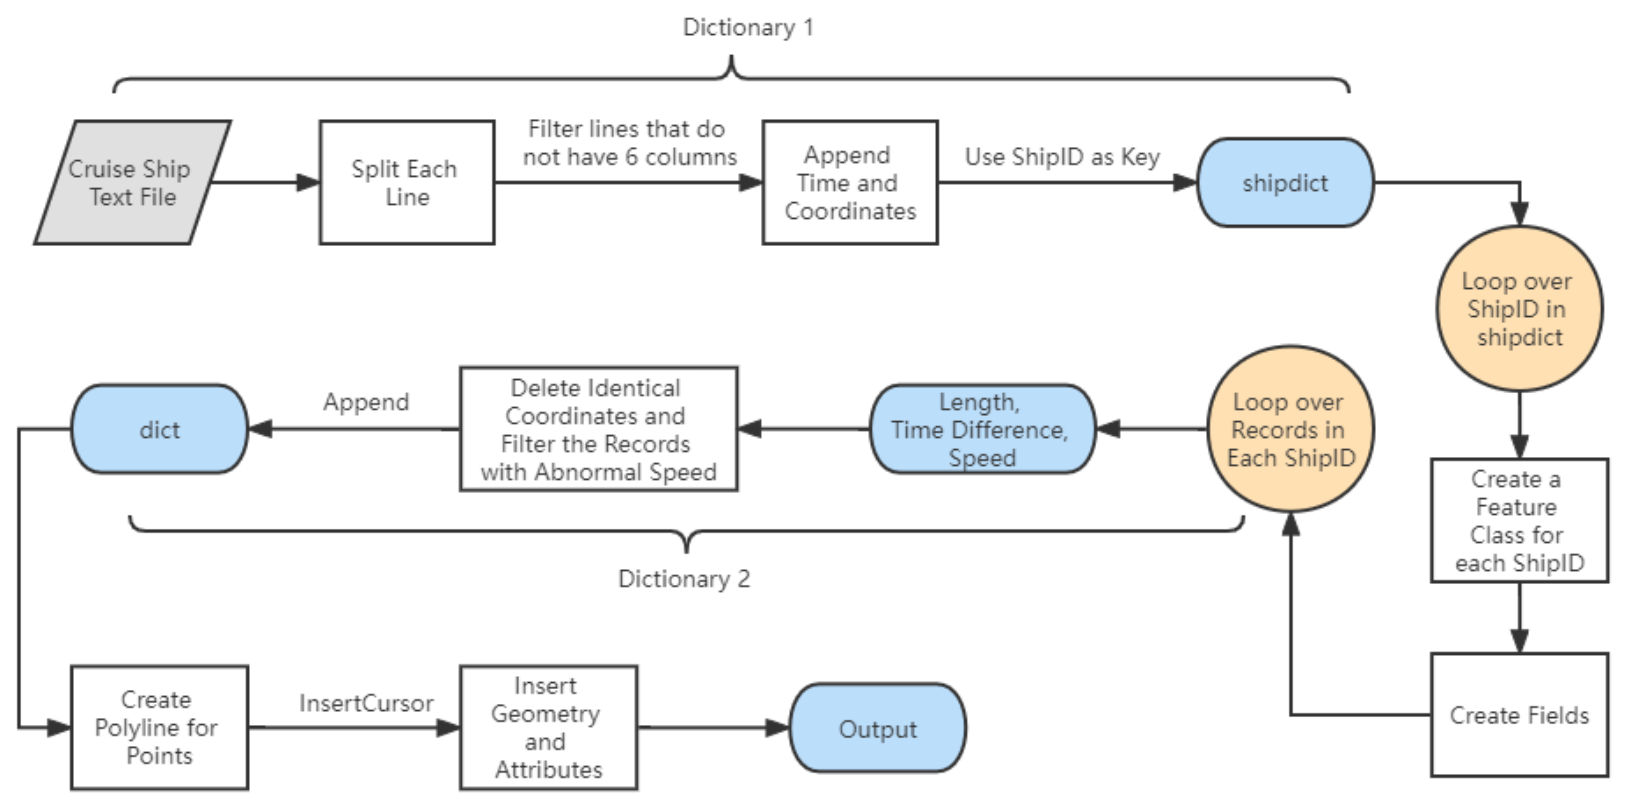 Dictionary 1
Cruise Ship
Text File
Split Each
Line
Filter lines that do
not have 6 columns
Append
Time and
Coordinates
Use ShipID as Key
shipdict
Loop over
ShipID in
shipdict
Create a
Feature
Class for
each ShipID
Create Fields
Loop over
Records in
Each ShipID
Length,
Time Difference,
Speed
Delete Identical
Coordinates and
Filter the Records
with Abnormal Speed
Append
dict
Dictionary 2
Create
Polyline for
Points
InsertCursor
Insert
Geometry
and
Attributes
Output